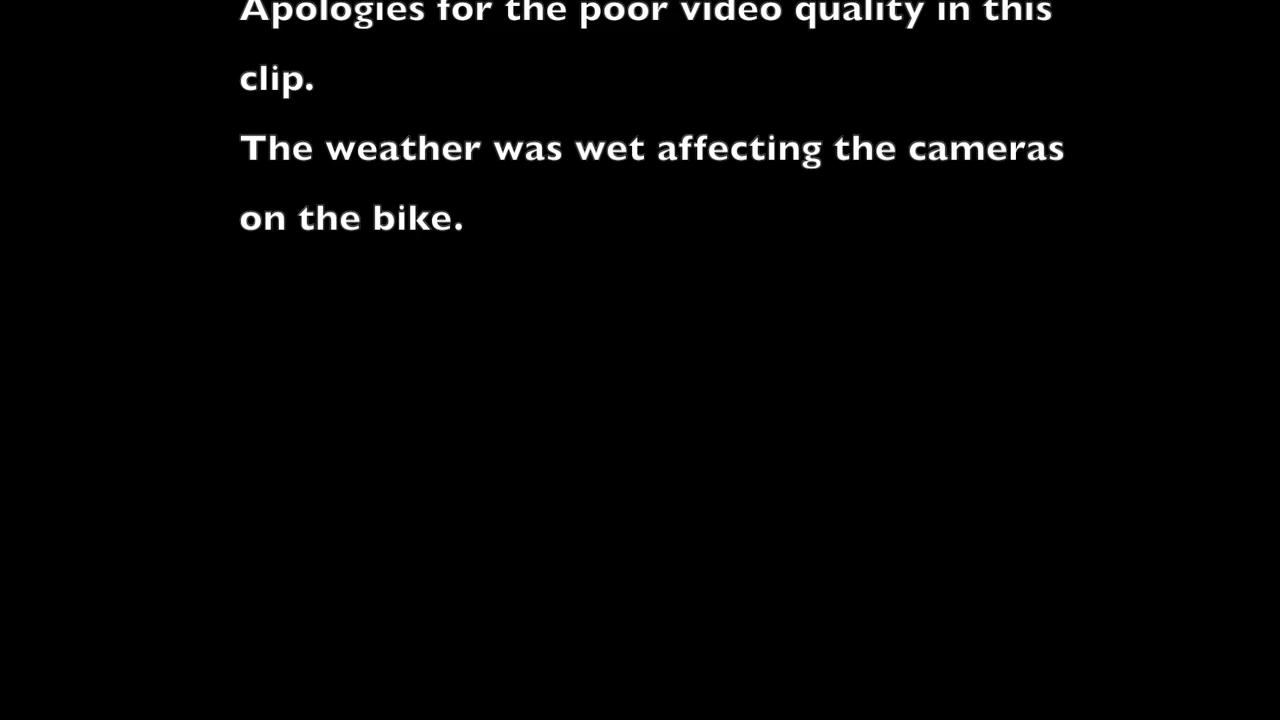 Apologies for the poor video quality in this
clip.
The weather was wet affecting the cameras
on the bike.